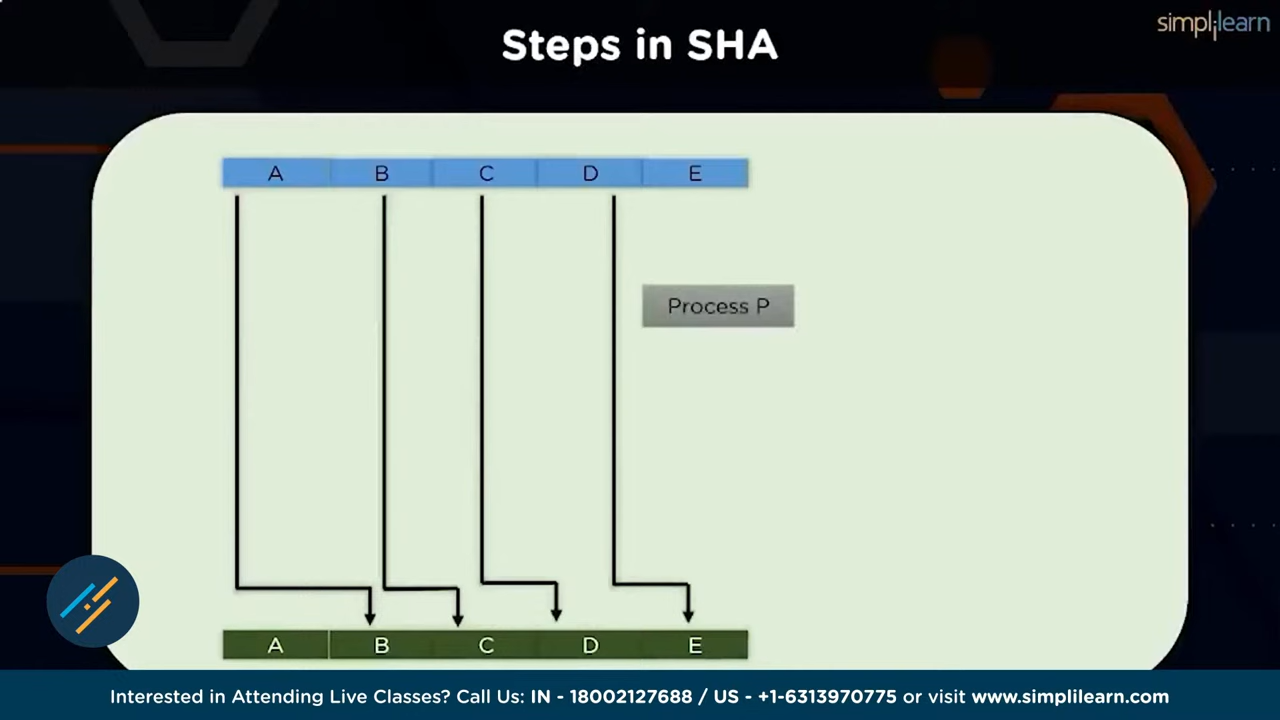 simplilearn
Steps in SHA
A B C D E
Process P
A B C D E
Interested in Attending Live Classes? Call Us: IN - 18002127688 / US - +1-6313970775 or visit www.simplilearn.com